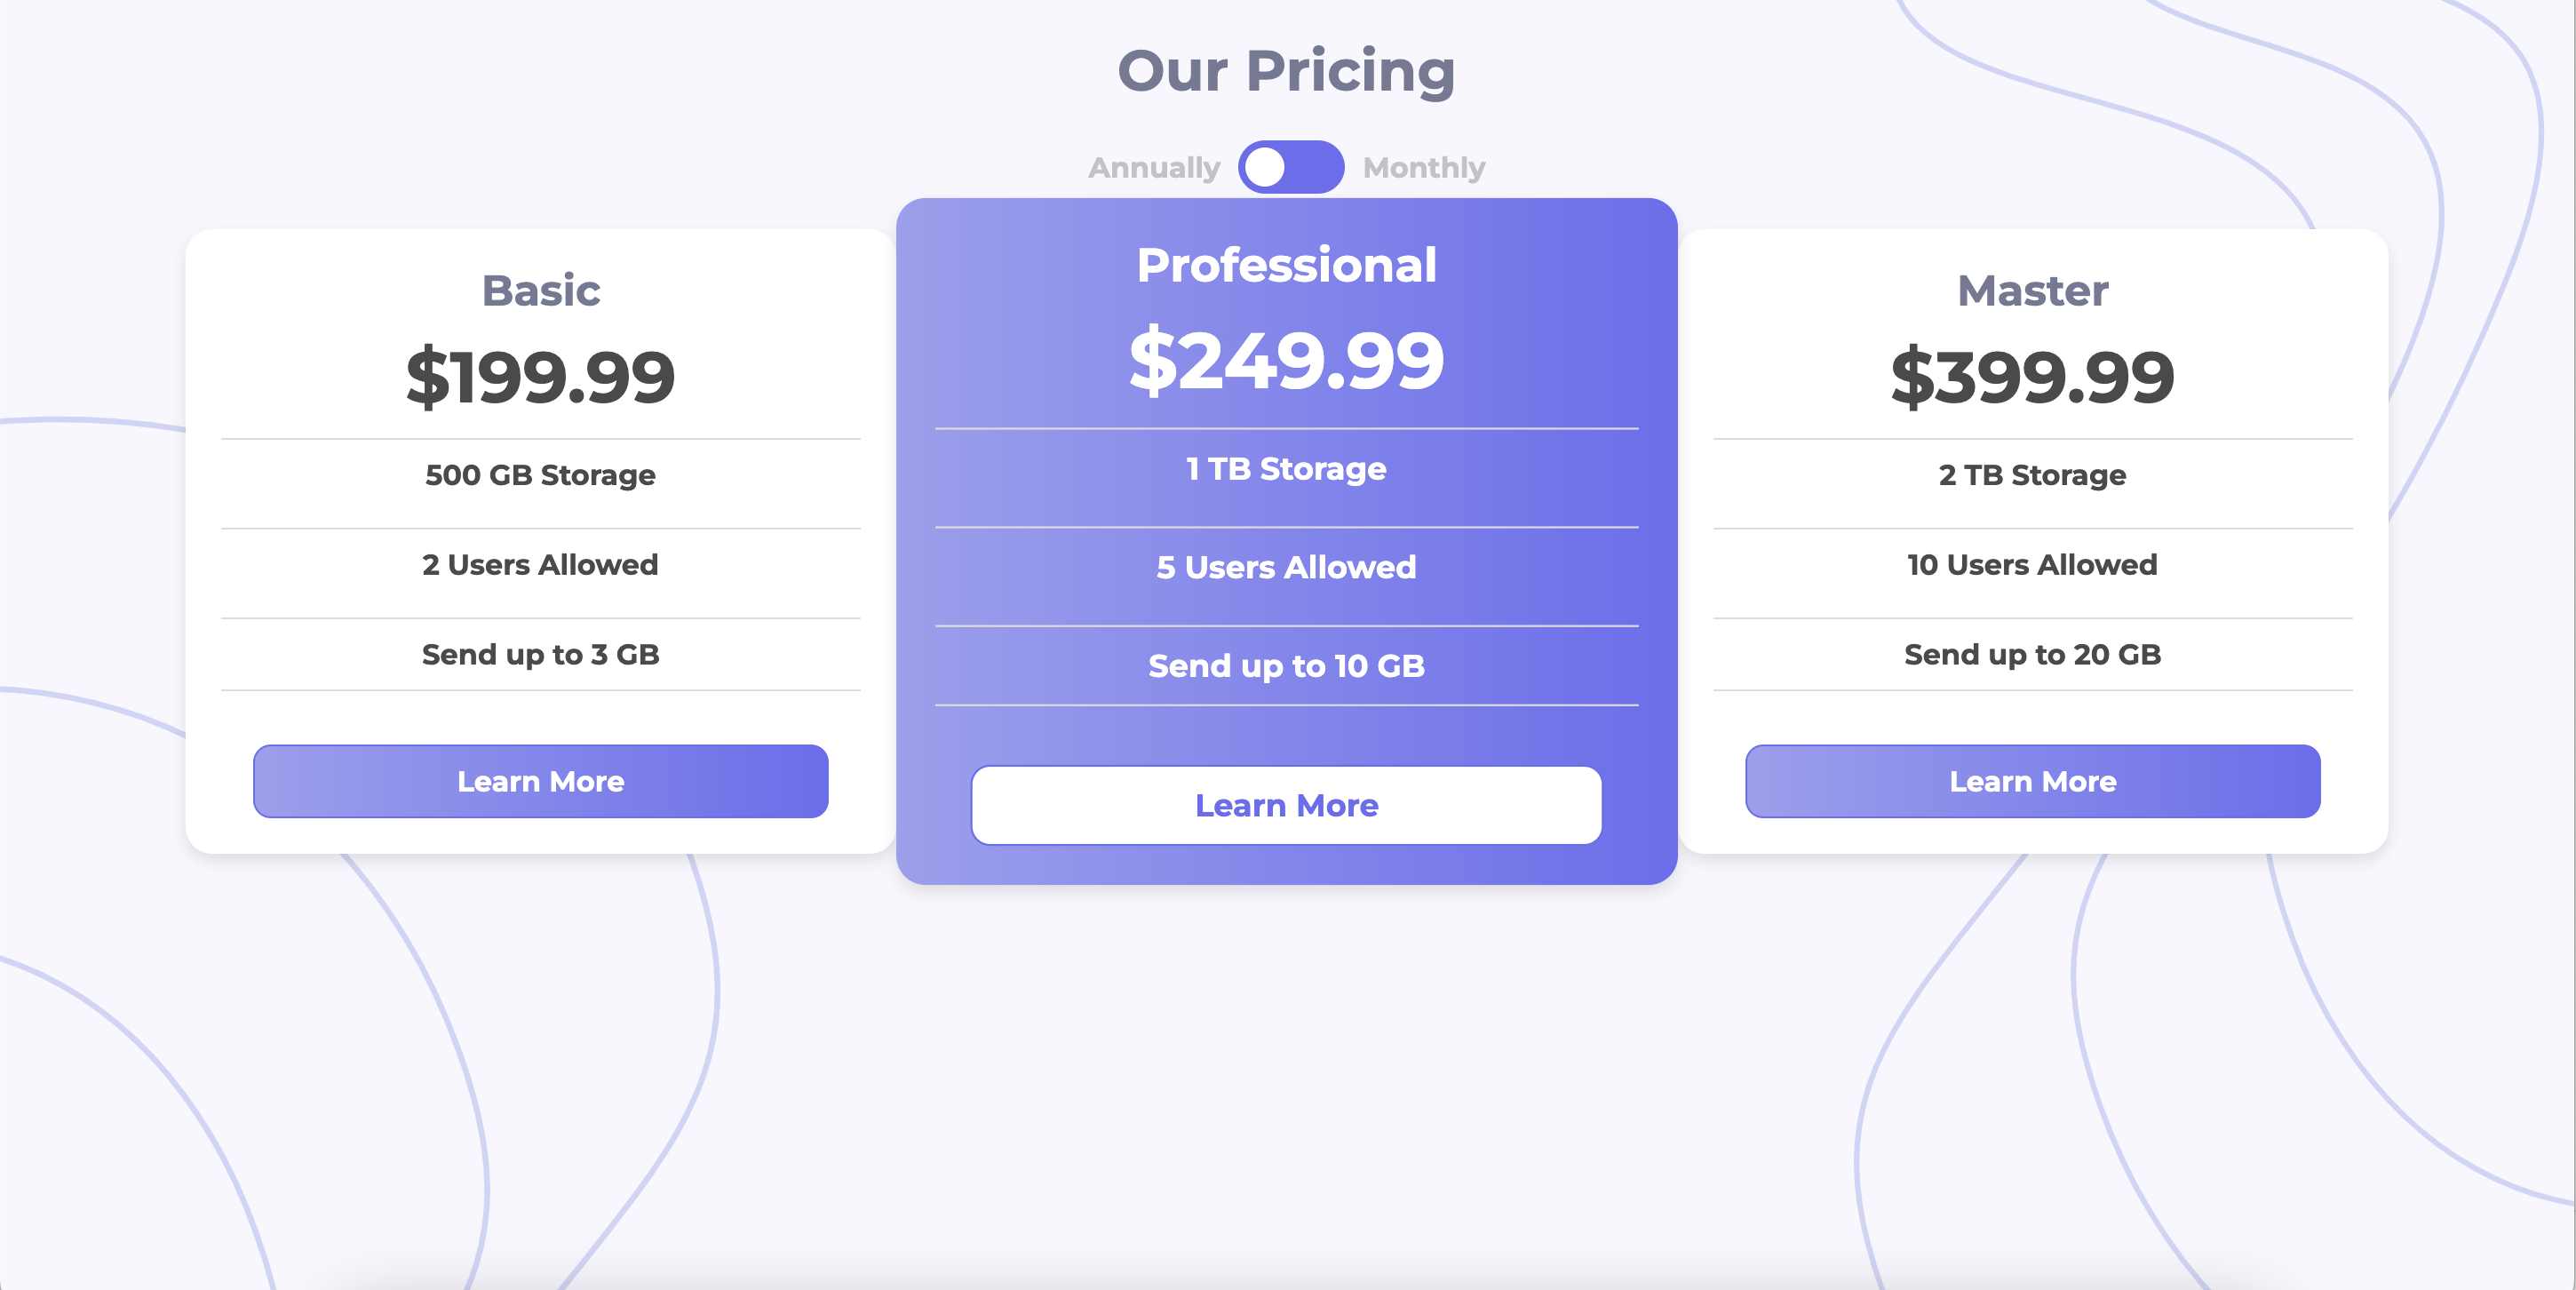 Our Pricing
Annually Monthly
Basic
$199.99
500 GB Storage
2 Users Allowed
Send up to 3 GB
Learn More
Professional
$249.99
1 TB Storage
5 Users Allowed
Send up to 10 GB
Learn More
Master
$399.99
2 TB Storage
10 Users Allowed
Send up to 20 GB
Learn More